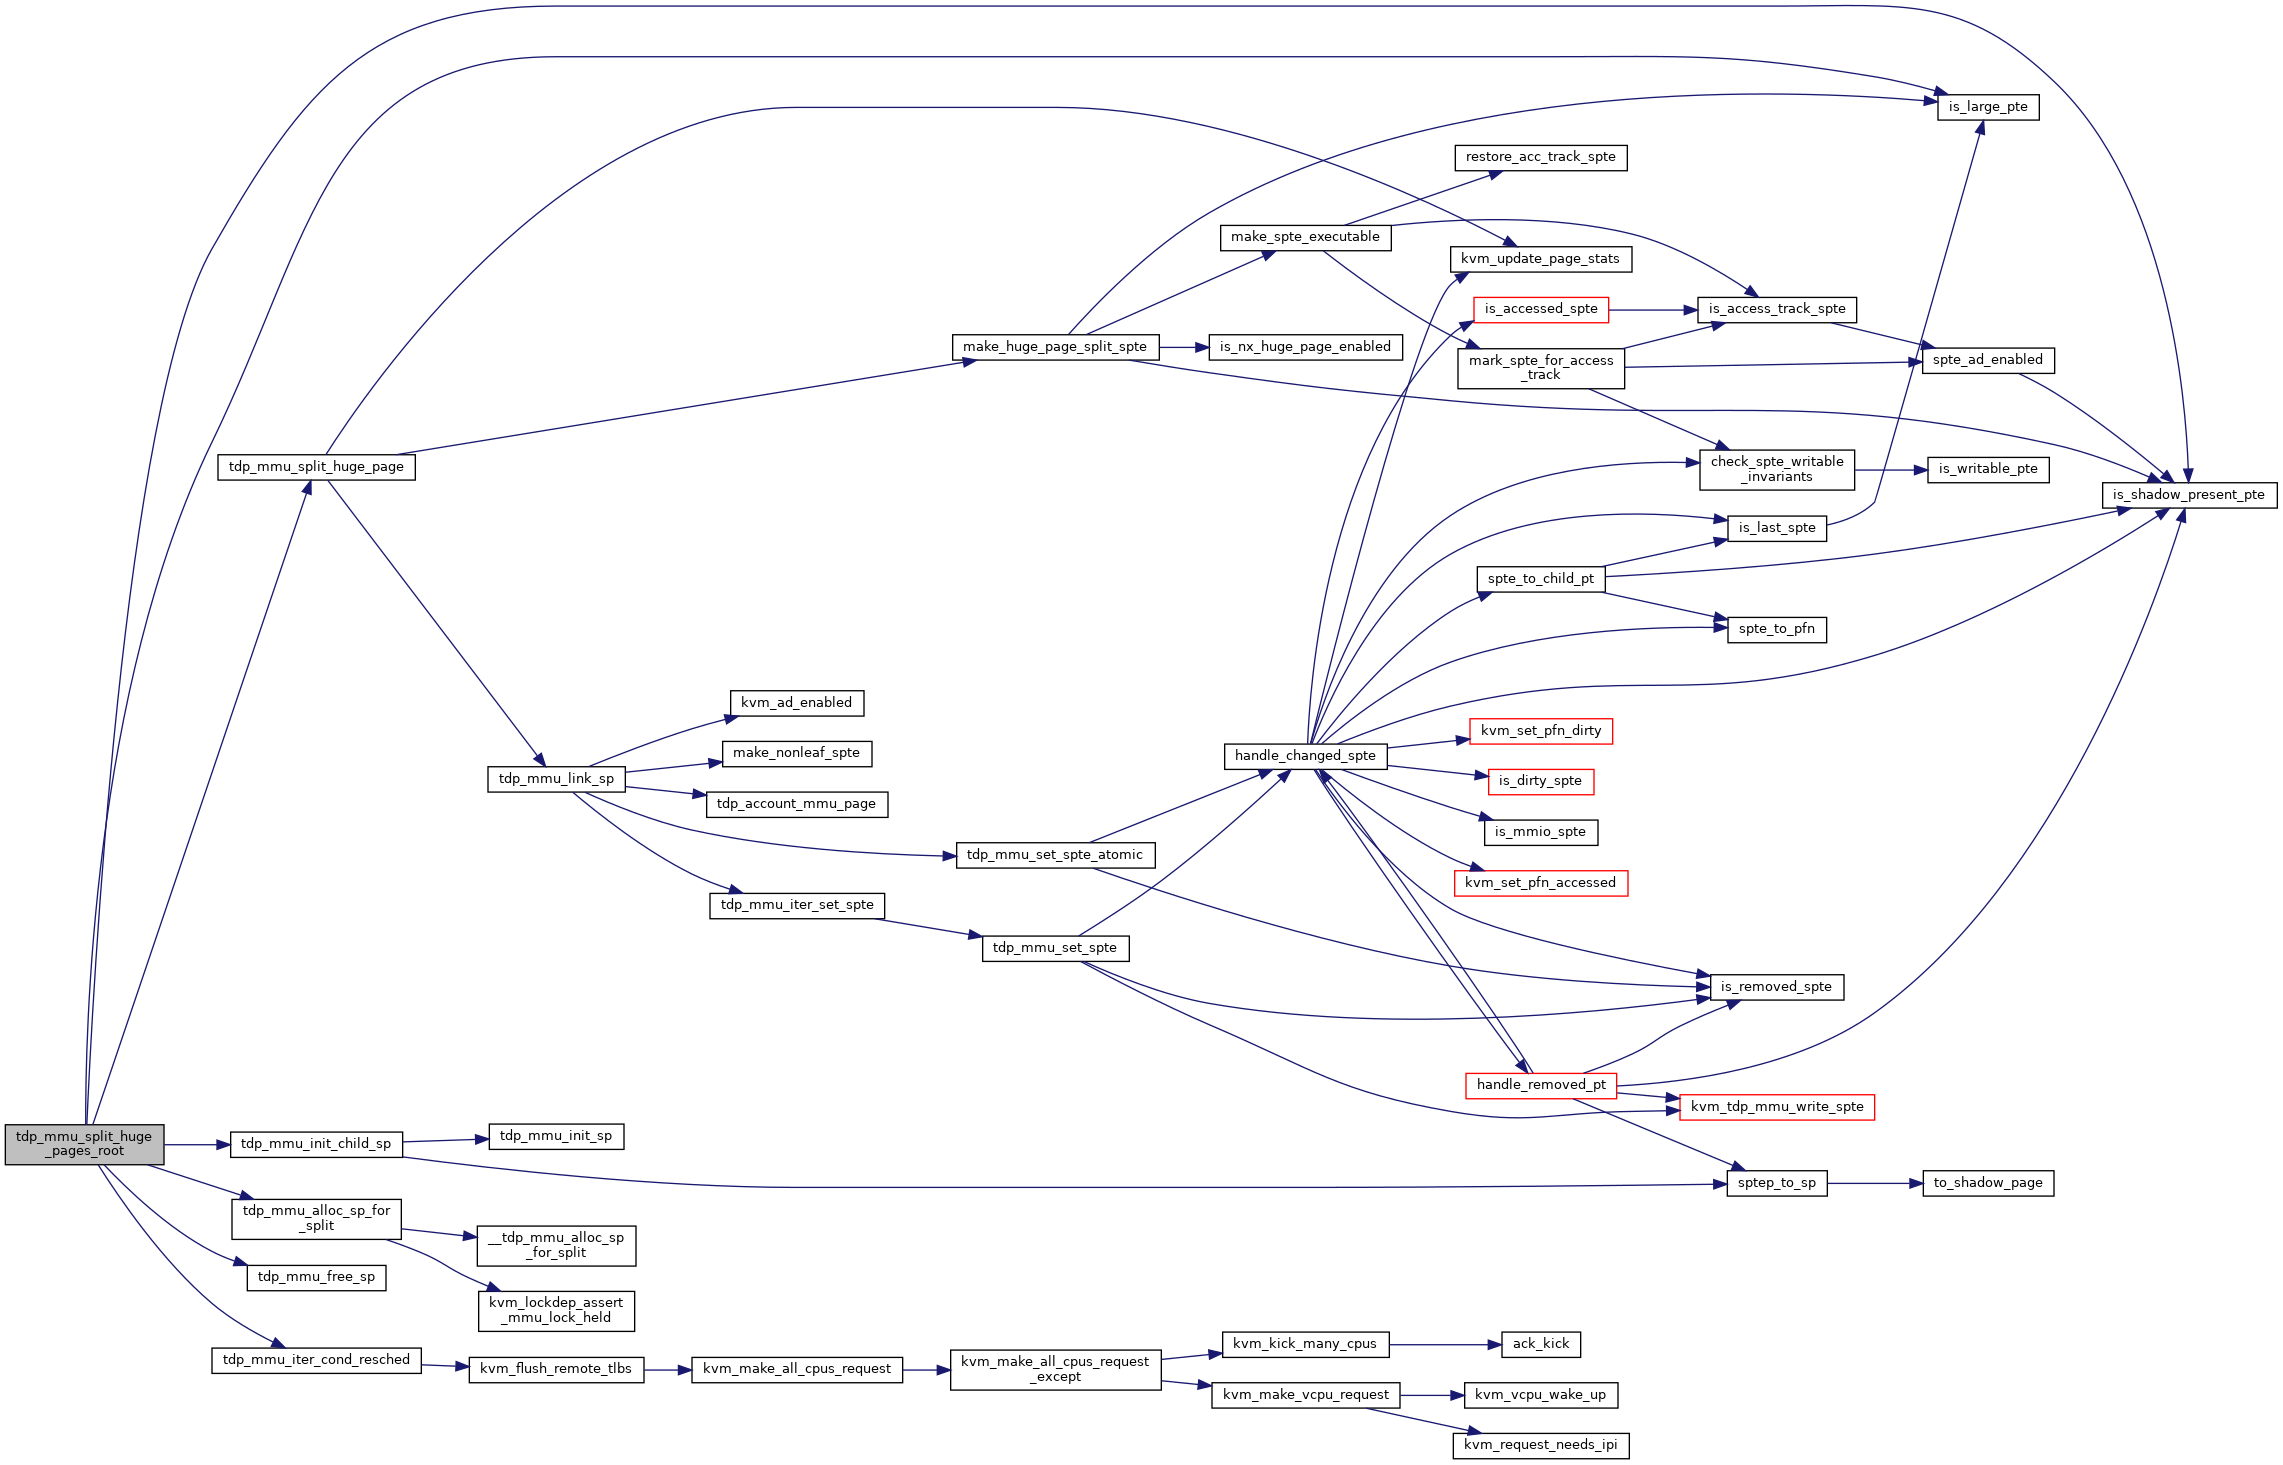 is_large_pte
restore_acc_track_spte
make_spte_executable
kvm_update_page_stats
is_accessed_spte
is_access_track_spte
make_huge_page_split_spte
is_nx_huge_page_enabled
mark_spte_for_access
_track
spte_ad_enabled
tdp_mmu_split_huge_page
check_spte_writable
_invariants
is_writable_pte
is_shadow_present_pte
is_last_spte
spte_to_child_pt
spte_to_pfn
kvm_ad_enabled
kvm_set_pfn_dirty
make_nonleaf_spte
handle_changed_spte
tdp_mmu_link_sp
is_dirty_spte
tdp_account_mmu_page
is_mmio_spte
tdp_mmu_set_spte_atomic
kvm_set_pfn_accessed
tdp_mmu_iter_set_spte
tdp_mmu_set_spte
is_removed_spte
handle_removed_pt
kvm_tdp_mmu_write_spte
tdp_mmu_split_huge
_pages_root
tdp_mmu_init_child_sp
tdp_mmu_init_sp
sptep_to_sp
to_shadow_page
tdp_mmu_alloc_sp_for
_split
__tdp_mmu_alloc_sp
_for_split
tdp_mmu_free_sp
kvm_lockdep_assert
_mmu_lock_held
tdp_mmu_iter_cond_resched
kvm_flush_remote_tlbs
kvm_make_all_cpus_request
kvm_make_all_cpus_request
_except
kvm_kick_many_cpus
ack_kick
kvm_make_vcpu_request
kvm_vcpu_wake_up
kvm_request_needs_ipi